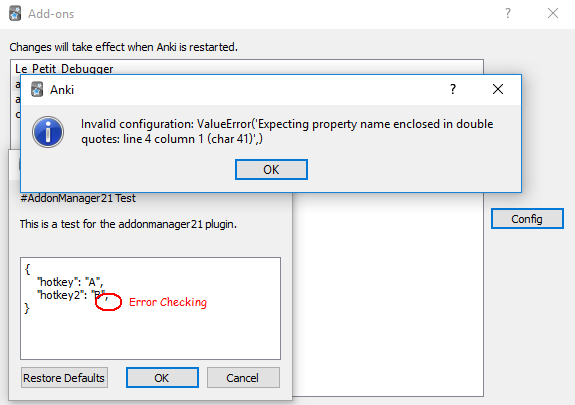 Add-ons
Changes will take effect when Anki is restarted.
Le Petit Debugger
a
a
c
Anki
Invalid configuration: ValueError('Expecting property name enclosed in double
quotes: line 4 column 1 (char 41)',)
OK
#AddonManager21 Test
This is a test for the addonmanager21 plugin.
{
"hotkey": "A",
"hotkey2": "B",
}
Error Checking
Restore Defaults
OK
Cancel
Config